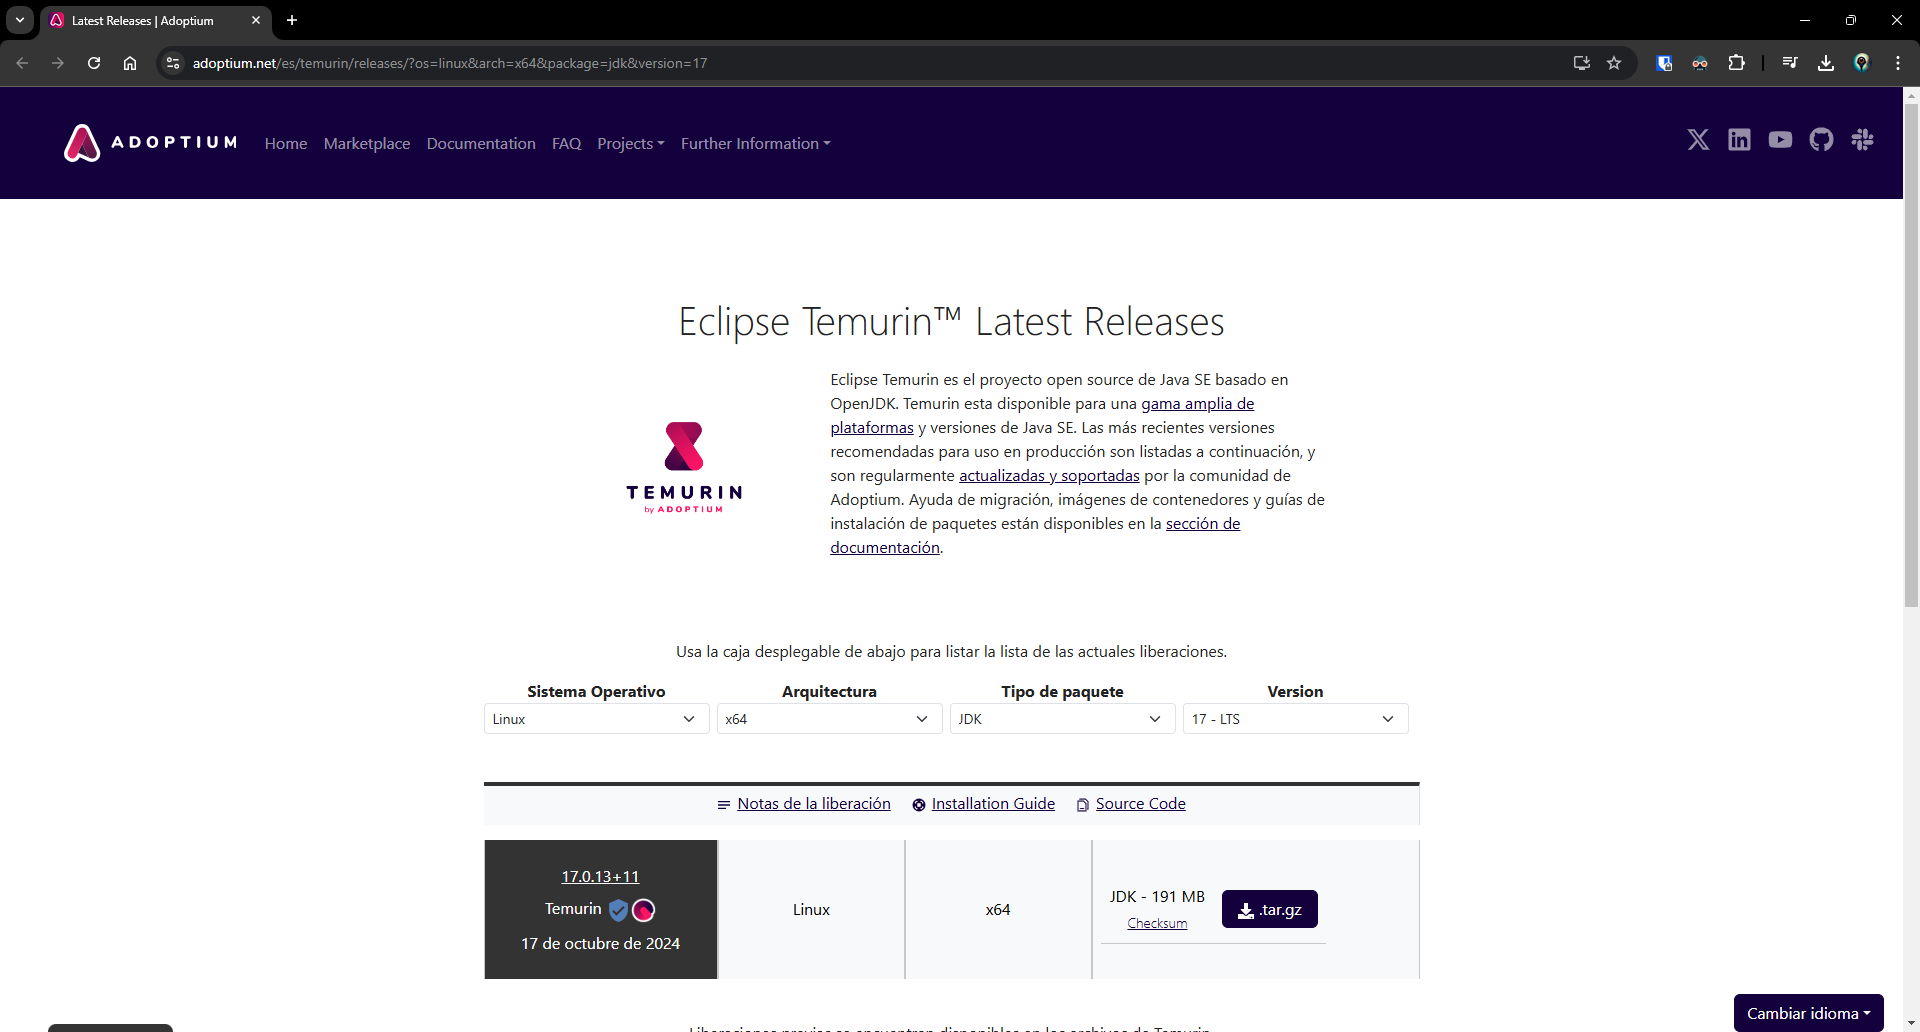 Latest Releases | Adoptium
adoptium.net/es/temurin/releases/?os=linux&arch=x64&package=jdk&version=17
ADOPTIUM
Home Marketplace Documentation FAQ Projects Further Information
Eclipse Temurin™ Latest Releases
TEMURIN
by ADOPTIUM
Eclipse Temurin es el proyecto open source de Java SE basado en
OpenJDK. Temurin esta disponible para una gama amplia de
plataformas y versiones de Java SE. Las más recientes versiones
recomendadas para uso en producción son listadas a continuación, y
son regularmente actualizadas y soportadas por la comunidad de
Adoptium. Ayuda de migración, imágenes de contenedores y guías de
instalación de paquetes están disponibles en la sección de
documentación.
Usa la caja desplegable de abajo para listar la lista de las actuales liberaciones.
Sistema Operativo Arquitectura Tipo de paquete Version
Linux x64 JDK 17 - LTS
Notas de la liberación Installation Guide Source Code
17.0.13+11
Temurin
17 de octubre de 2024
Linux
x64
JDK - 191 MB
Checksum
.tar.gz
Cambiar idioma